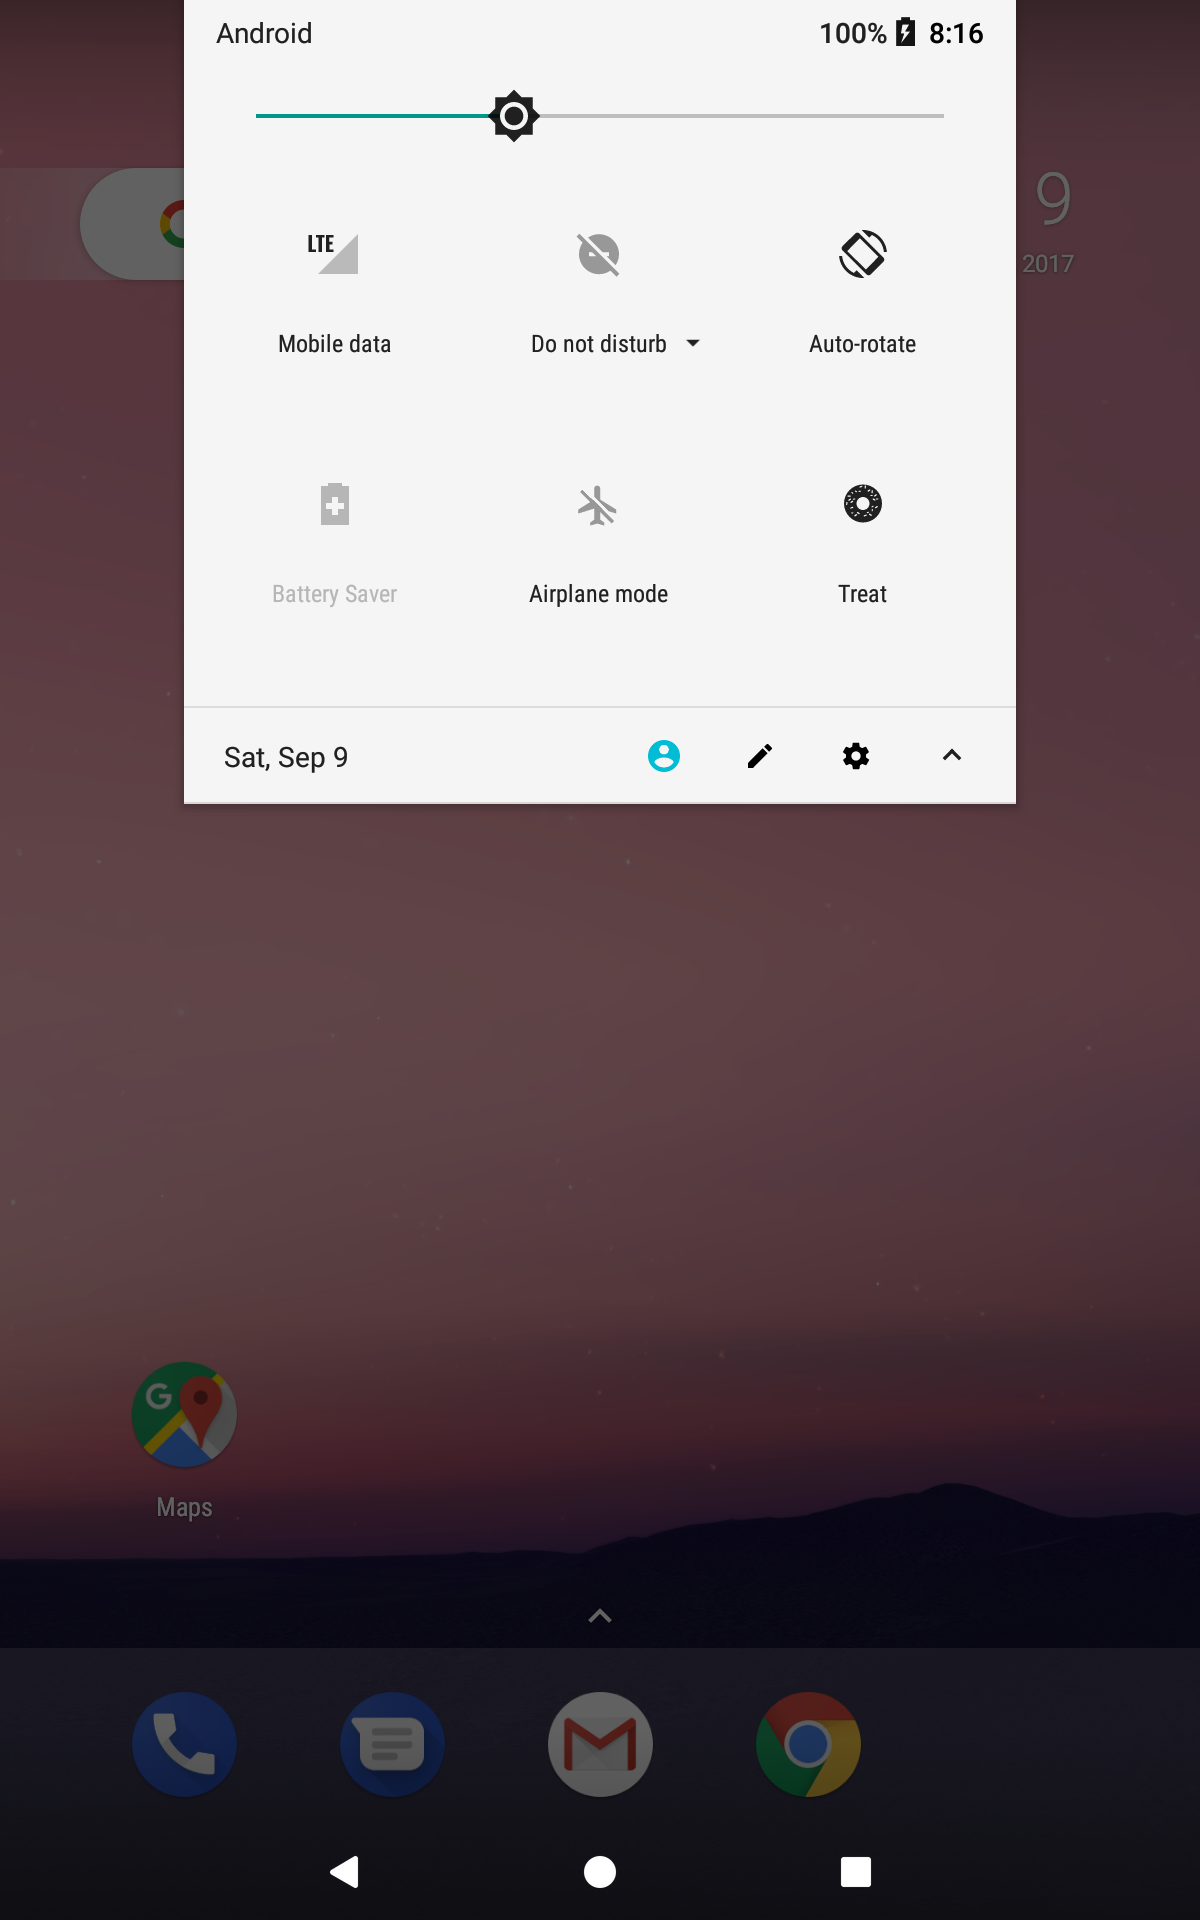 Android
100% 8:16
9
2017
LTE
Mobile data
Do not disturb
Auto-rotate
Battery Saver
Airplane mode
Treat
Sat, Sep 9
G
Maps